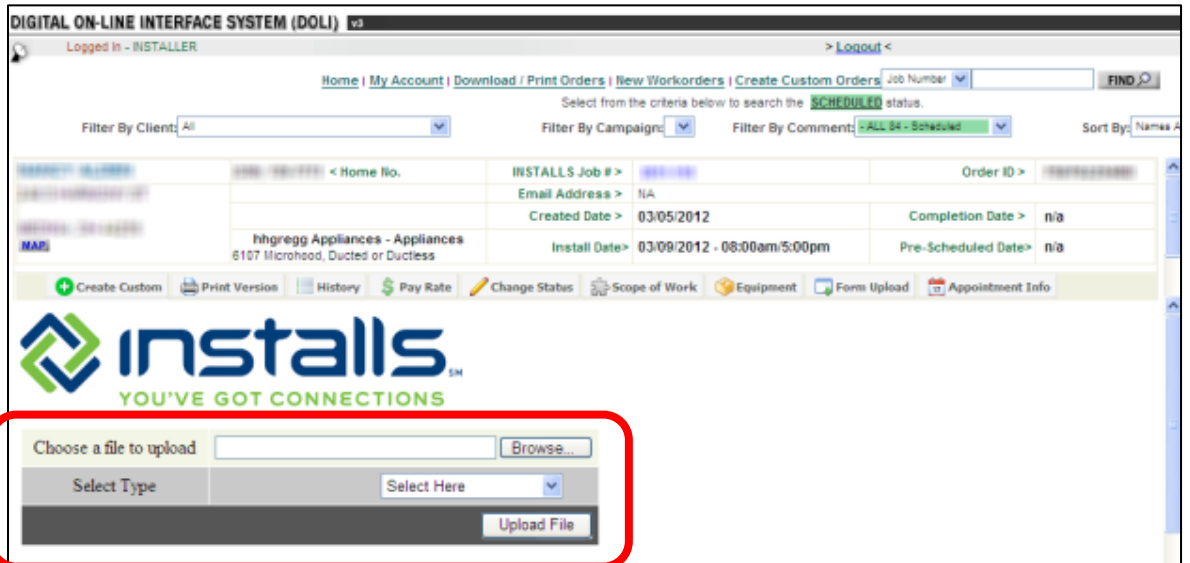 DIGITAL ON-LINE INTERFACE SYSTEM (DOLI) v3
Logged In - INSTALLER > Logout <
Home | My Account | Download / Print Orders | New Workorders | Create Custom Orders Job Number FIND
Select from the criteria below to search the SCHEDULED status.
Filter By Client: All Filter By Campaign: Filter By Comment: - ALL 84 - Scheduled Sort By: Names A
< Home No. INSTALLS Job # > Order ID >
Email Address > NA
Created Date > 03/05/2012 Completion Date > n/a
MAP hhgregg Appliances - Appliances Install Date> 03/09/2012 - 08:00am/5:00pm Pre-Scheduled Date> n/a
6107 Microhood, Ducted or Ductless
Create Custom Print Version History $ Pay Rate Change Status Scope of Work Equipment Form Upload Appointment Info
installs SM
YOU'VE GOT CONNECTIONS
Choose a file to upload Browse...
Select Type Select Here
Upload File